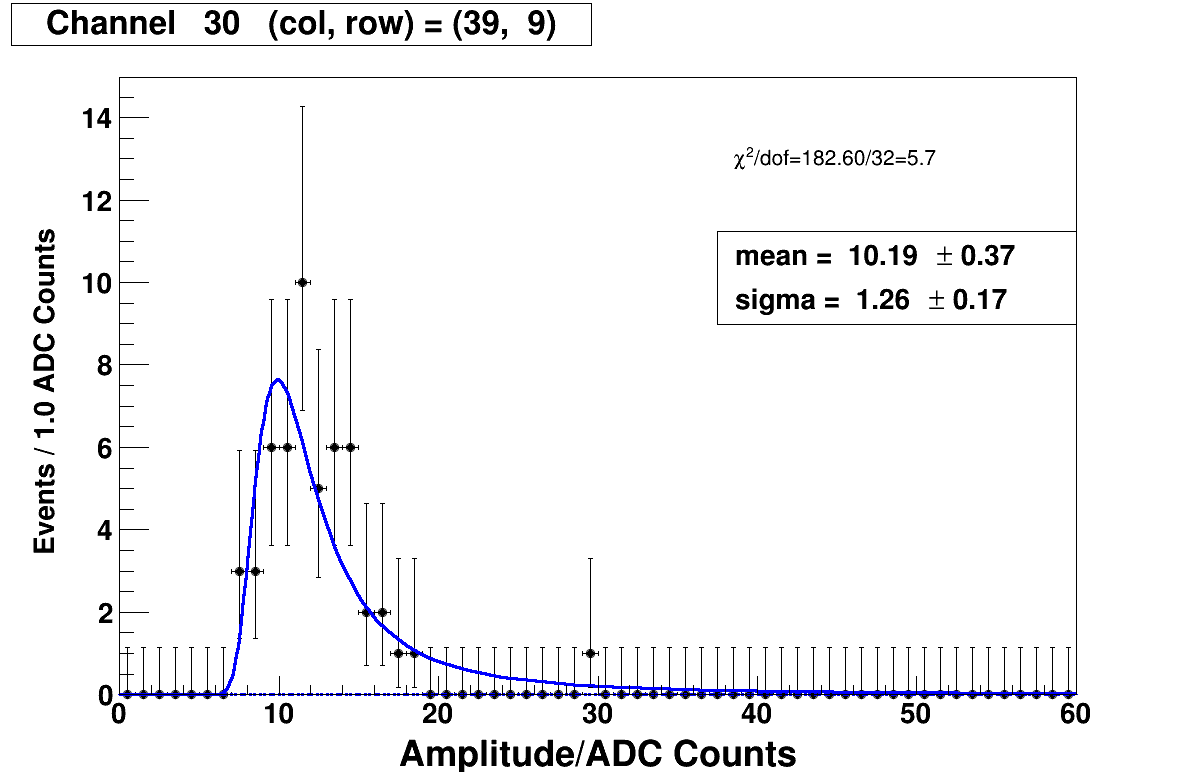 Channel 30 (col, row) = (39, 9)
14
12
10
8
6
4
2
0
Events / 1.0 ADC Counts
χ²/dof=182.60/32=5.7
mean = 10.19 ± 0.37
sigma = 1.26 ± 0.17
0 10 20 30 40 50 60
Amplitude/ADC Counts